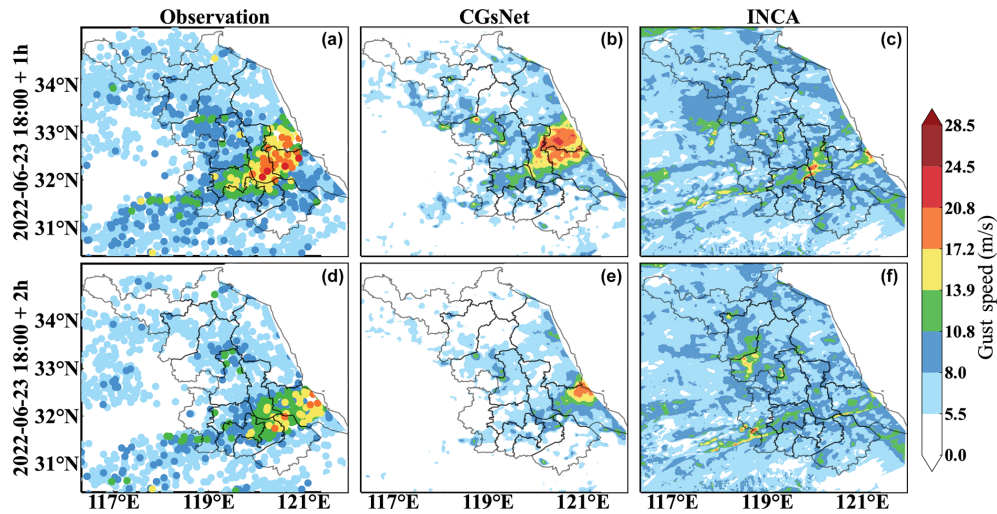 Observation CGsNet INCA
2022-06-23 18:00 + 1h
(a) (b) (c)
34°N
33°N
32°N
31°N
2022-06-23 18:00 + 2h
(d) (e) (f)
34°N
33°N
32°N
31°N
117°E 119°E 121°E 117°E 119°E 121°E 117°E 119°E 121°E
28.5
24.5
20.8
17.2
13.9
10.8
8.0
5.5
0.0
Gust speed (m/s)